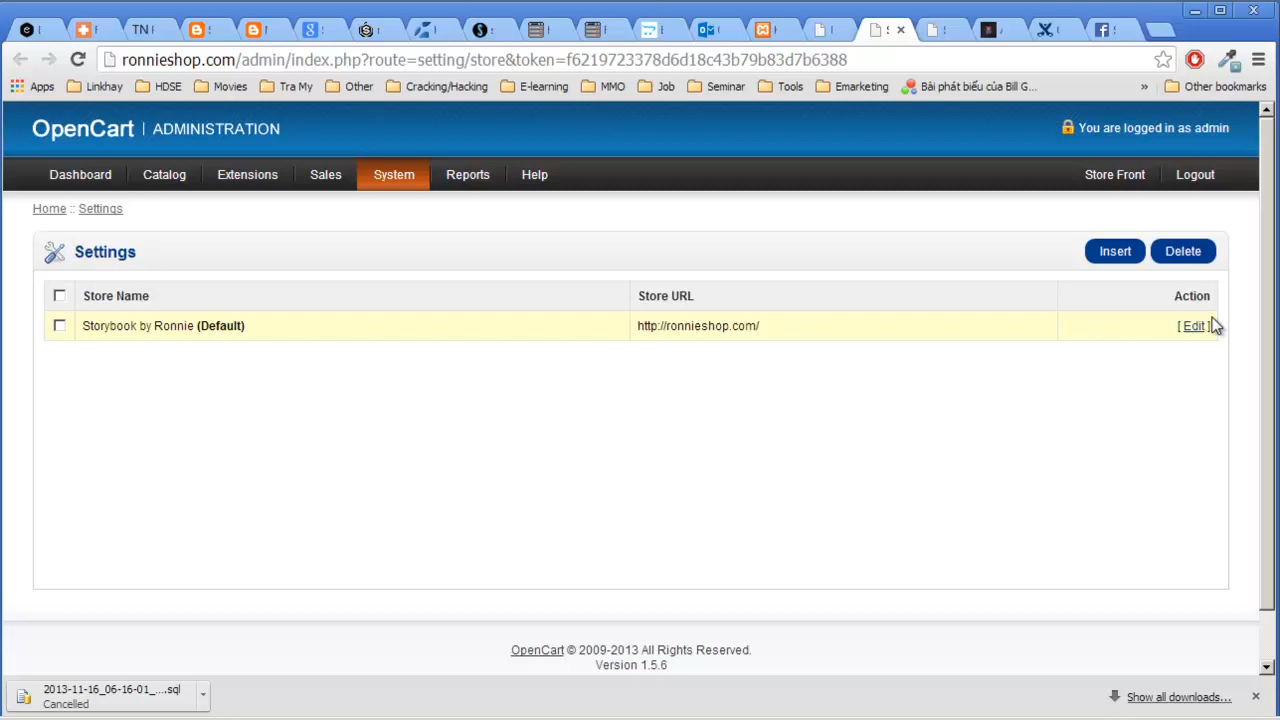 TN
ronnieshop.com/admin/index.php?route=setting/store&token=f6219723378d6d18c43b79b83d7b6388
Apps Linkhay HDSE Movies Tra My Other Cracking/Hacking E-learning MMO Job Seminar Tools Emarketing Bài phát biểu của Bill G... » Other bookmarks
OpenCart | ADMINISTRATION You are logged in as admin
Dashboard Catalog Extensions Sales System Reports Help Store Front Logout
Home :: Settings
Settings Insert Delete
Store Name Store URL Action
Storybook by Ronnie (Default) http://ronnieshop.com/ [ Edit ]
OpenCart © 2009-2013 All Rights Reserved.
Version 1.5.6
2013-11-16_06-16-01_....sql
Cancelled
Show all downloads...